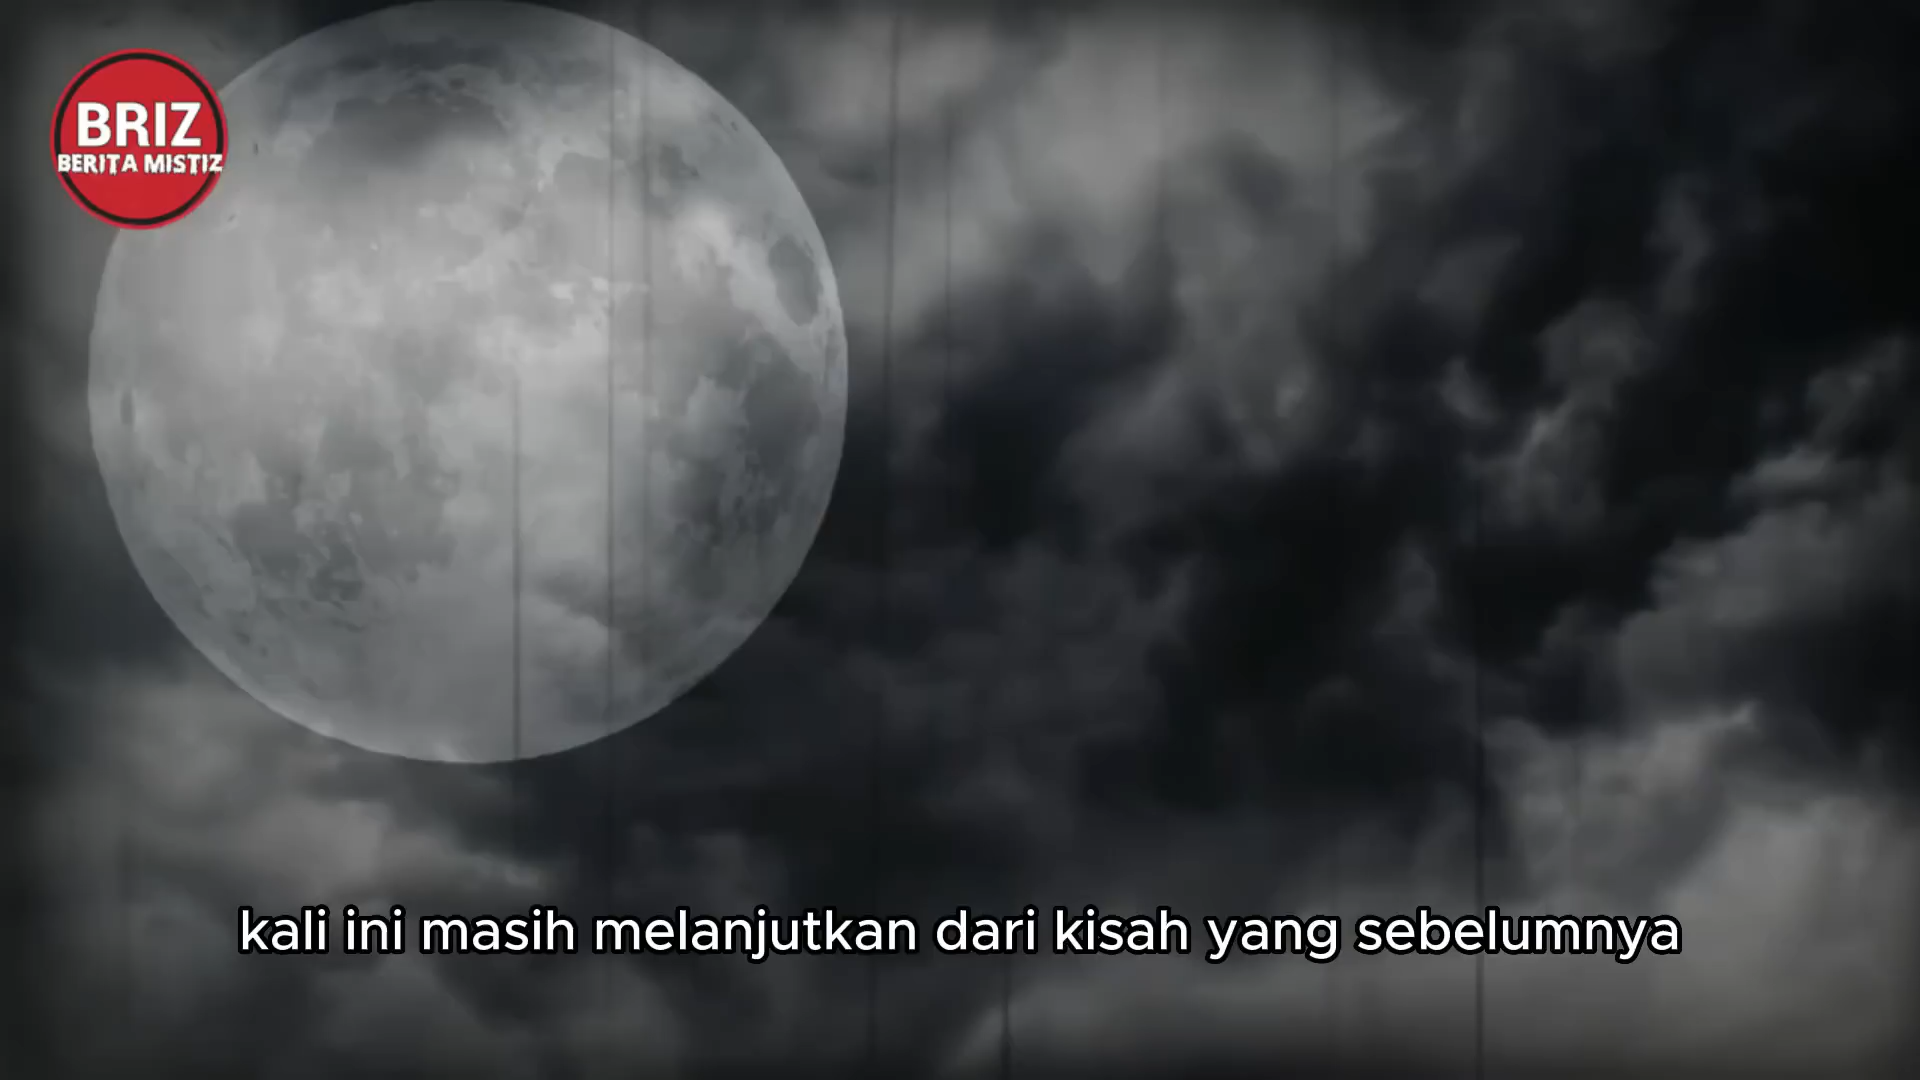 BRIZ
BERITA MISTIZ
kali ini masih melanjutkan dari kisah yang sebelumnya